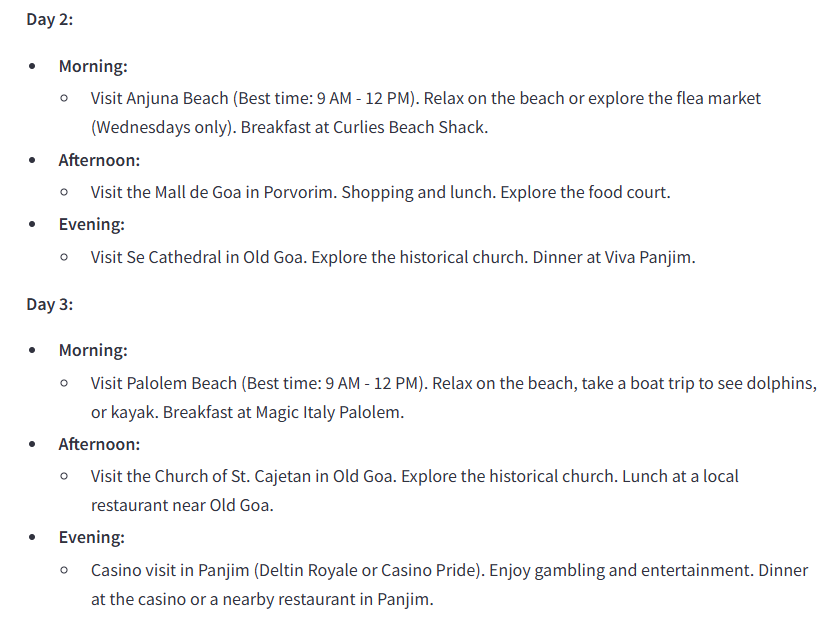 Day 2:
• Morning:
○ Visit Anjuna Beach (Best time: 9 AM - 12 PM). Relax on the beach or explore the flea market
(Wednesdays only). Breakfast at Curlies Beach Shack.
• Afternoon:
○ Visit the Mall de Goa in Porvorim. Shopping and lunch. Explore the food court.
• Evening:
○ Visit Se Cathedral in Old Goa. Explore the historical church. Dinner at Viva Panjim.
Day 3:
• Morning:
○ Visit Palolem Beach (Best time: 9 AM - 12 PM). Relax on the beach, take a boat trip to see dolphins,
or kayak. Breakfast at Magic Italy Palolem.
• Afternoon:
○ Visit the Church of St. Cajetan in Old Goa. Explore the historical church. Lunch at a local
restaurant near Old Goa.
• Evening:
○ Casino visit in Panjim (Deltin Royale or Casino Pride). Enjoy gambling and entertainment. Dinner
at the casino or a nearby restaurant in Panjim.